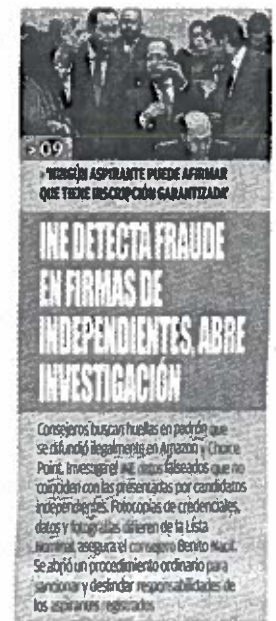 >09
>'NINGÚN ASPIRANTE PUEDE AFIRMAR
QUE TIENE INSCRIPCIÓN GARANTIZADA'
INE DETECTA FRAUDE
EN FIRMAS DE
INDEPENDIENTES, ABRE
INVESTIGACIÓN
Consejeros buscan huellas en padrón que
se difundió ilegalmente en Amazon y Choice
Point. Investiga el INE datos falseados que no
coinciden con las presentadas por candidatos
independientes. Fotocopias de credenciales,
datos y fotografías difieren de la Lista
Nominal, asegura el consejero Benito Nacif.
Se abrió un procedimiento ordinario para
sancionar y deslindar responsabilidades de
los aspirantes registrados